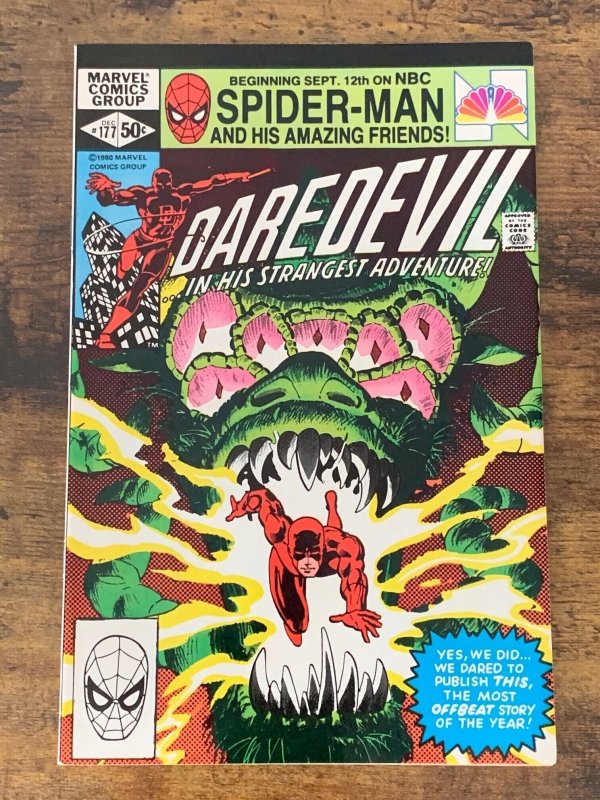 MARVEL® COMICS GROUP
DEC
#177 50¢
©1980 MARVEL
COMICS GROUP
BEGINNING SEPT. 12th ON NBC
SPIDER-MAN
AND HIS AMAZING FRIENDS!
DAREDEVIL
...IN HIS STRANGEST ADVENTURE!
APPROVED
BY THE
COMICS
CODE
AUTHORITY
TM
YES, WE DID...
WE DARED TO
PUBLISH THIS,
THE MOST
OFFBEAT STORY
OF THE YEAR!